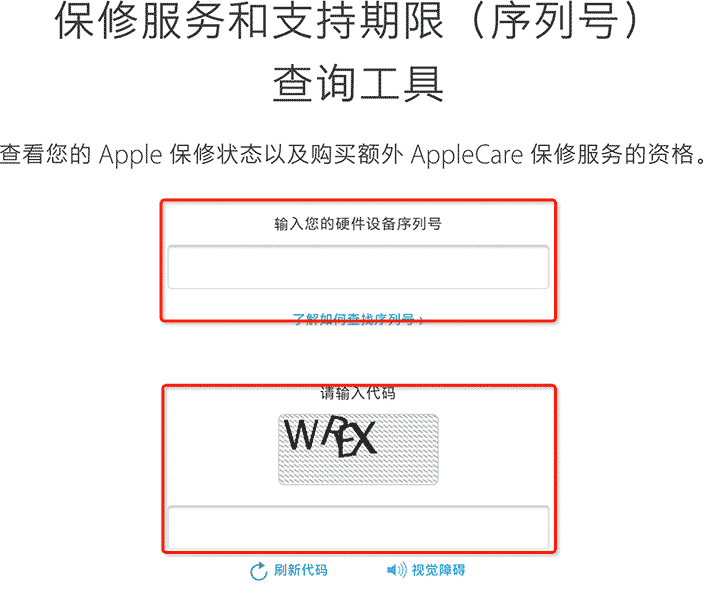 保修服务和支持期限（序列号）
查询工具
查看您的 Apple 保修状态以及购买额外 AppleCare 保修服务的资格。
输入您的硬件设备序列号
了解如何查找序列号 ›
请输入代码
WREX
刷新代码
视觉障碍